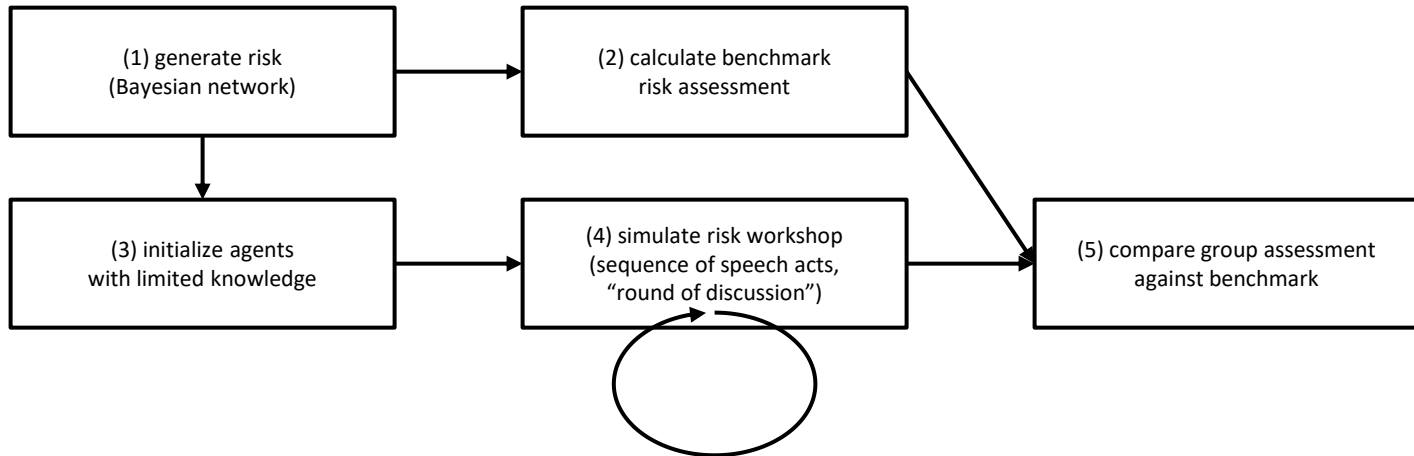 (1) generate risk
(Bayesian network)
(2) calculate benchmark
risk assessment
(3) initialize agents
with limited knowledge
(4) simulate risk workshop
(sequence of speech acts,
“round of discussion”)
(5) compare group assessment
against benchmark